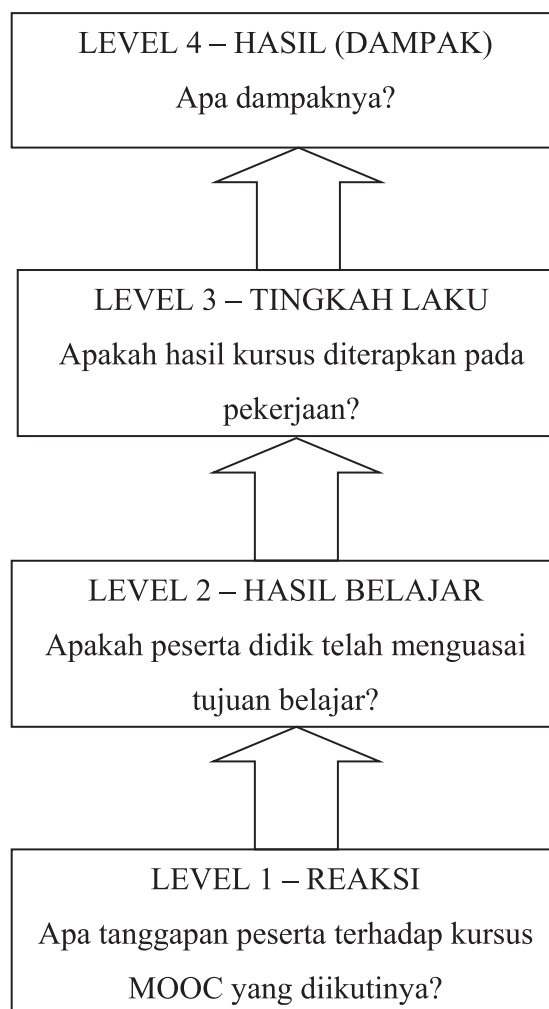 LEVEL 4 – HASIL (DAMPAK)
Apa dampaknya?
LEVEL 3 – TINGKAH LAKU
Apakah hasil kursus diterapkan pada
pekerjaan?
LEVEL 2 – HASIL BELAJAR
Apakah peserta didik telah menguasai
tujuan belajar?
LEVEL 1 – REAKSI
Apa tanggapan peserta terhadap kursus
MOOC yang diikutinya?